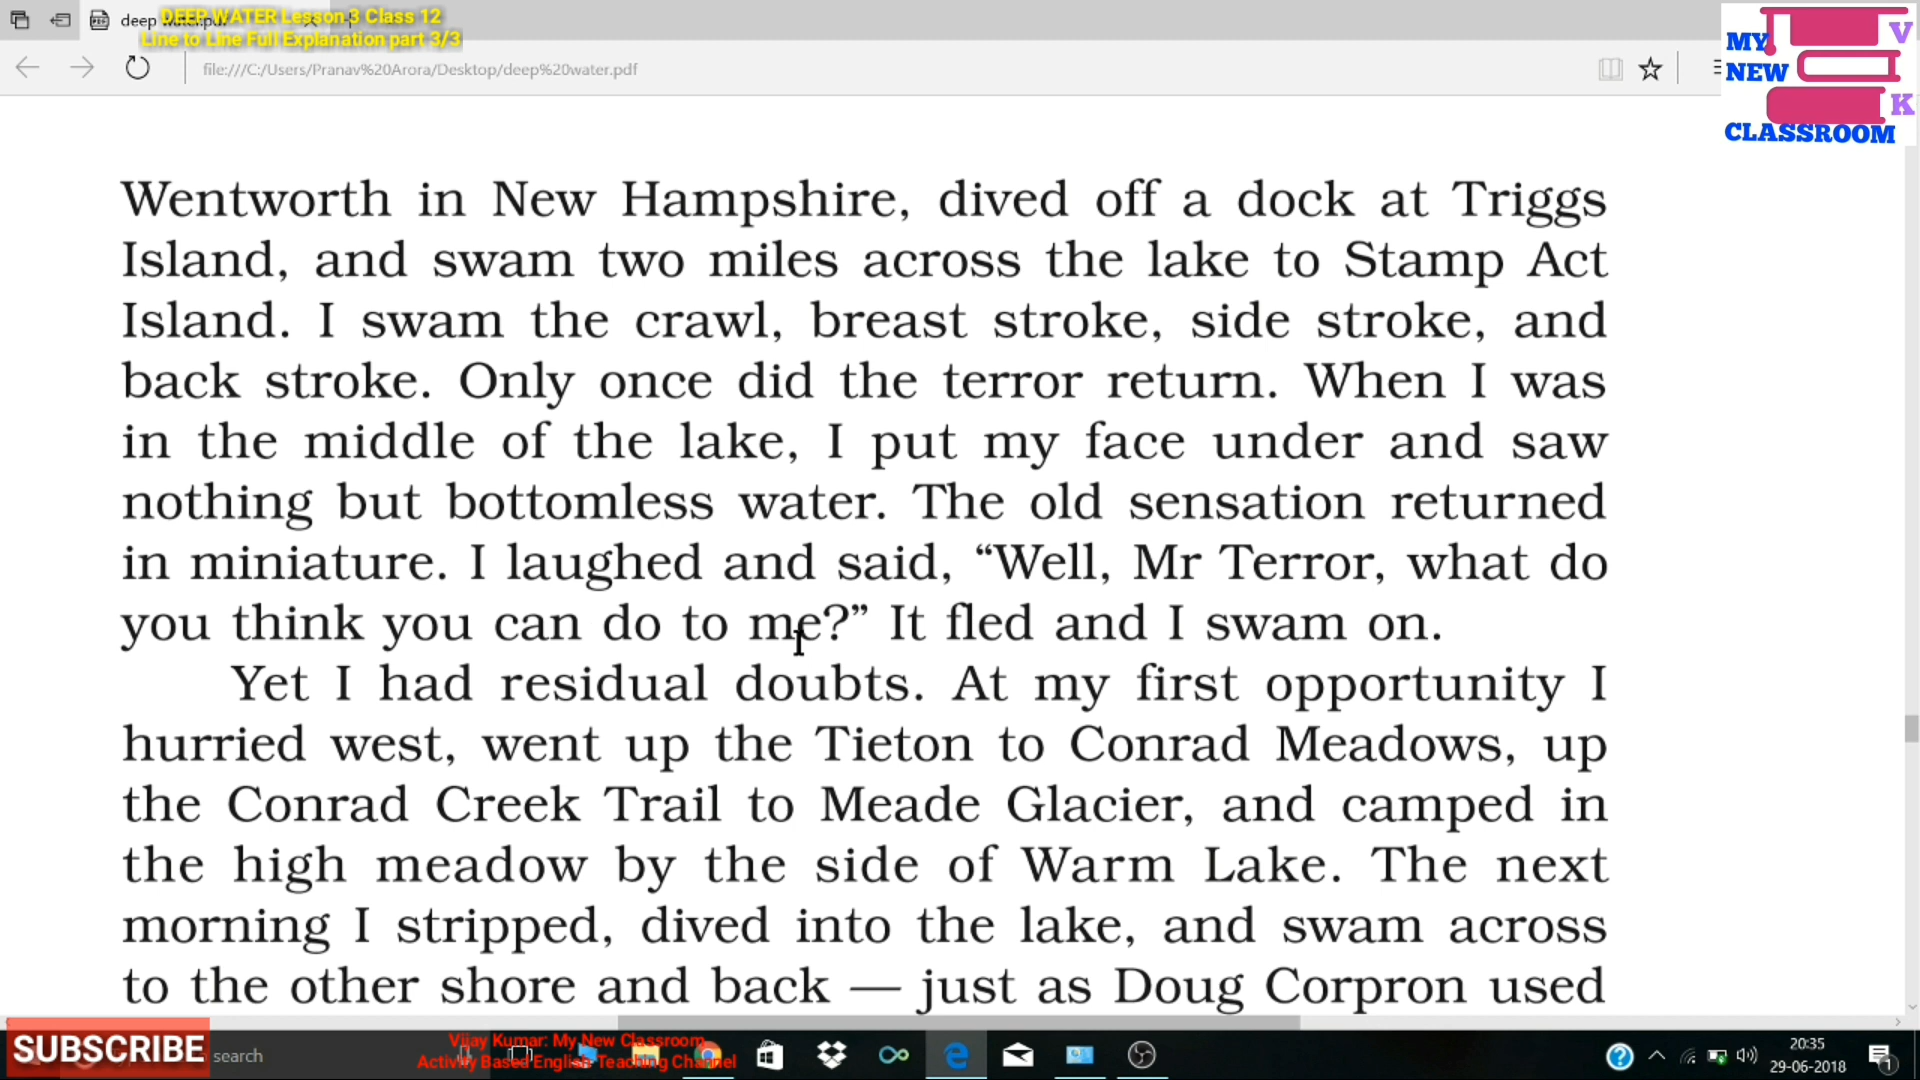 deep
DEEP WATER Lesson 3 Class 12
Line to Line Full Explanation part 3/3
file:///C:/Users/Pranav%20Arora/Desktop/deep%20water.pdf
MY
NEW
CLASSROOM
V
K
Wentworth in New Hampshire, dived off a dock at Triggs
Island, and swam two miles across the lake to Stamp Act
Island. I swam the crawl, breast stroke, side stroke, and
back stroke. Only once did the terror return. When I was
in the middle of the lake, I put my face under and saw
nothing but bottomless water. The old sensation returned
in miniature. I laughed and said, “Well, Mr Terror, what do
you think you can do to me?” It fled and I swam on.
Yet I had residual doubts. At my first opportunity I
hurried west, went up the Tieton to Conrad Meadows, up
the Conrad Creek Trail to Meade Glacier, and camped in
the high meadow by the side of Warm Lake. The next
morning I stripped, dived into the lake, and swam across
to the other shore and back — just as Doug Corpron used
SUBSCRIBE
search
Vijay Kumar: My New Classroom
Activity Based English Teaching Channel
20:35
29-06-2018
1